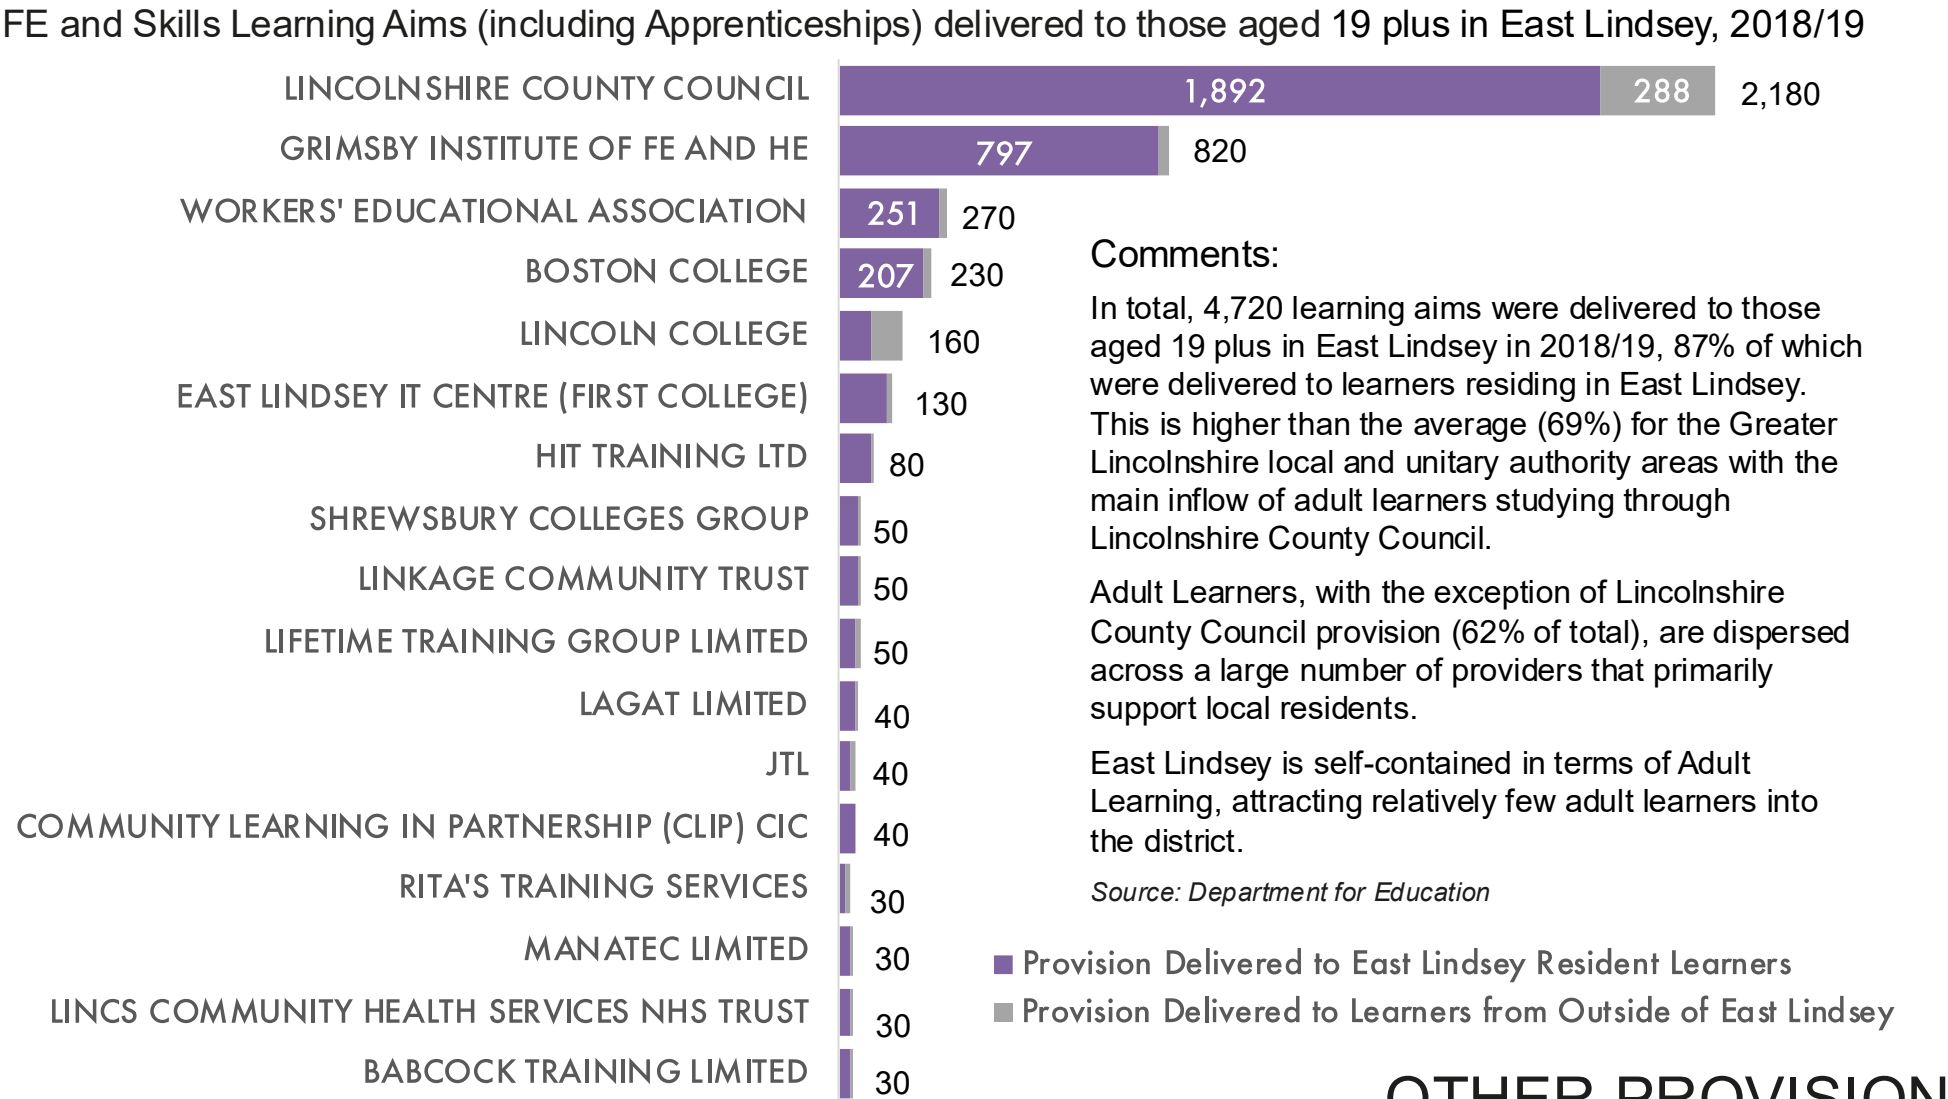 FE and Skills Learning Aims (including Apprenticeships) delivered to those aged 19 plus in East Lindsey, 2018/19
LINCOLNSHIRE COUNTY COUNCIL 1,892 288 2,180
GRIMSBY INSTITUTE OF FE AND HE 797 820
WORKERS' EDUCATIONAL ASSOCIATION 251 270
BOSTON COLLEGE 207 230
LINCOLN COLLEGE 160
EAST LINDSEY IT CENTRE (FIRST COLLEGE) 130
HIT TRAINING LTD 80
SHREWSBURY COLLEGES GROUP 50
LINKAGE COMMUNITY TRUST 50
LIFETIME TRAINING GROUP LIMITED 50
LAGAT LIMITED 40
JTL 40
COMMUNITY LEARNING IN PARTNERSHIP (CLIP) CIC 40
RITA'S TRAINING SERVICES 30
MANATEC LIMITED 30
LINCS COMMUNITY HEALTH SERVICES NHS TRUST 30
BABCOCK TRAINING LIMITED 30
Comments:
In total, 4,720 learning aims were delivered to those
aged 19 plus in East Lindsey in 2018/19, 87% of which
were delivered to learners residing in East Lindsey.
This is higher than the average (69%) for the Greater
Lincolnshire local and unitary authority areas with the
main inflow of adult learners studying through
Lincolnshire County Council.
Adult Learners, with the exception of Lincolnshire
County Council provision (62% of total), are dispersed
across a large number of providers that primarily
support local residents.
East Lindsey is self-contained in terms of Adult
Learning, attracting relatively few adult learners into
the district.
Source: Department for Education
Provision Delivered to East Lindsey Resident Learners
Provision Delivered to Learners from Outside of East Lindsey
OTHER PROVISION